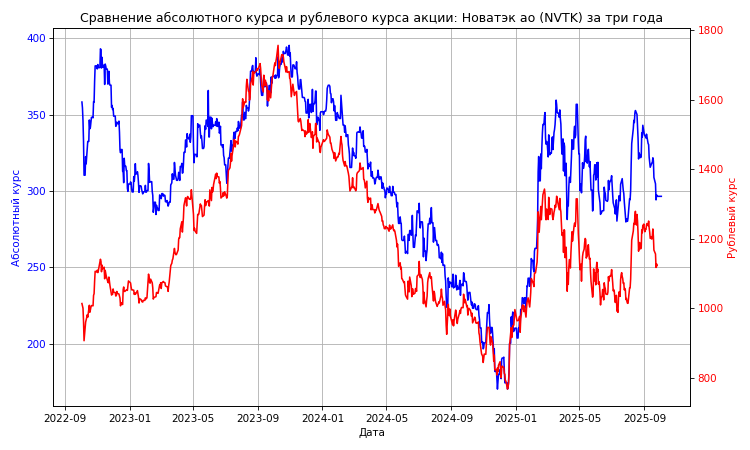 Сравнение абсолютного курса и рублевого курса акции: Новатэк ао (NVTK) за три года
400
350
300
250
200
Абсолютный курс
1800
1600
1400
1200
1000
800
Рублевый курс
2022-09 2023-01 2023-05 2023-09 2024-01 2024-05 2024-09 2025-01 2025-05 2025-09
Дата